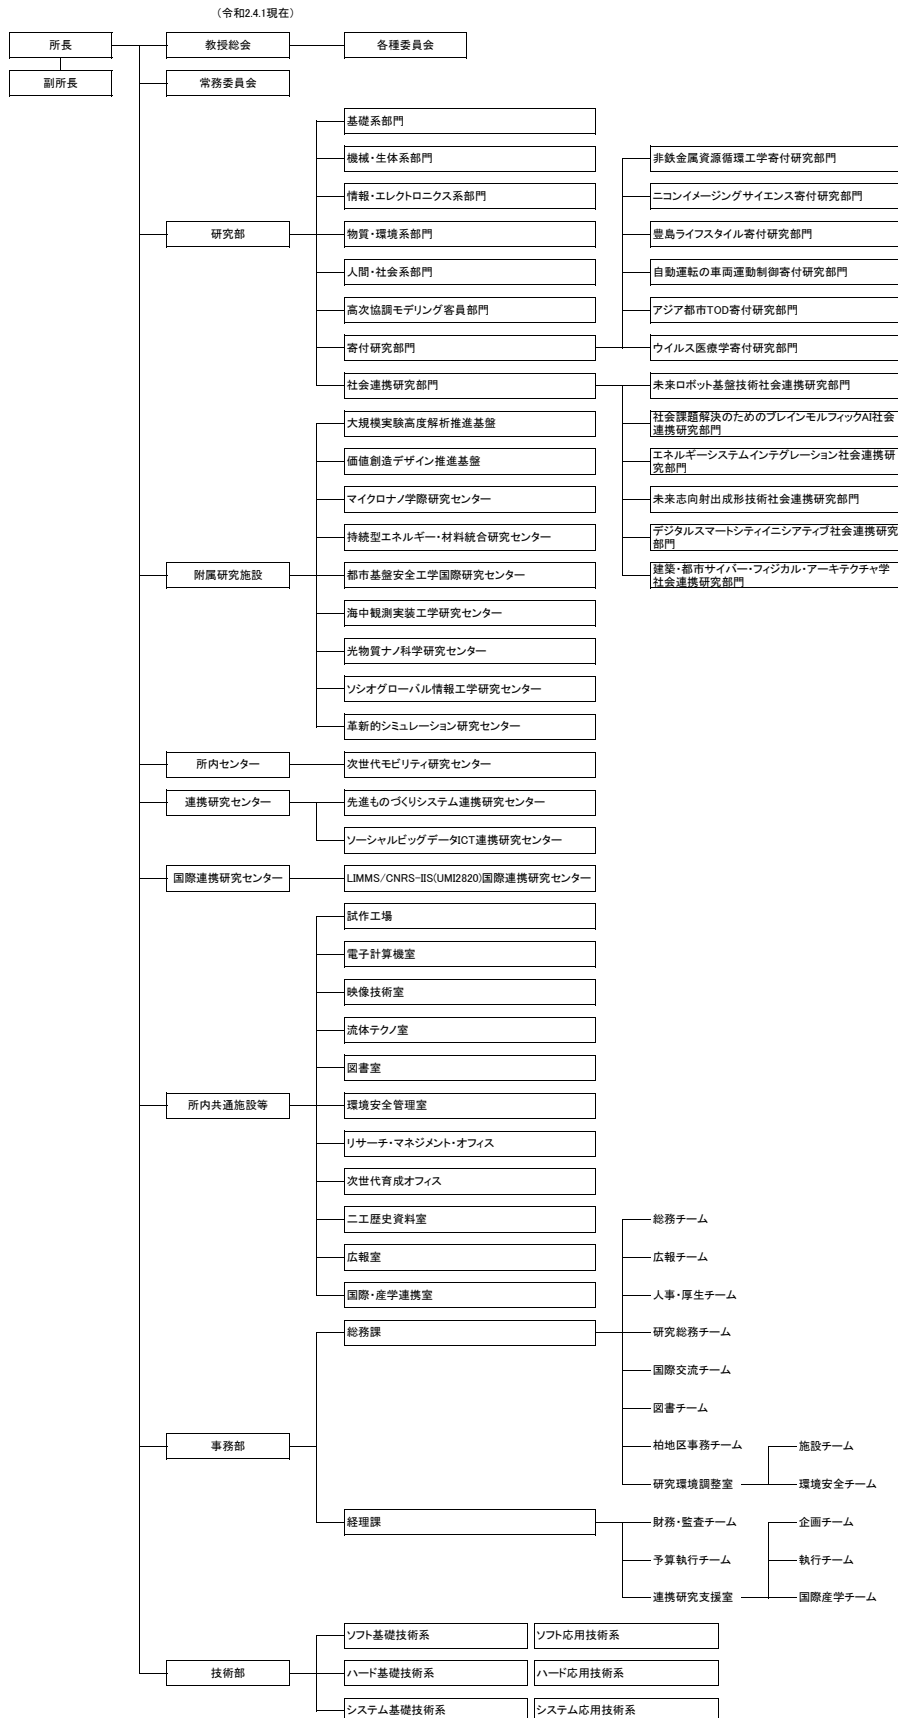 （令和2.4.1現在）
所長
教授総会
各種委員会
副所長
常務委員会
基礎系部門
機械・生体系部門
非鉄金属資源循環工学寄付研究部門
情報・エレクトロニクス系部門
ニコンイメージングサイエンス寄付研究部門
研究部
物質・環境系部門
豊島ライフスタイル寄付研究部門
人間・社会系部門
自動運転の車両運動制御寄付研究部門
高次協調モデリング客員部門
アジア都市TOD寄付研究部門
寄付研究部門
ウイルス医療学寄付研究部門
社会連携研究部門
未来ロボット基盤技術社会連携研究部門
大規模実験高度解析推進基盤
社会課題解決のためのブレインモルフィックAI社会
連携研究部門
価値創造デザイン推進基盤
エネルギーシステムインテグレーション社会連携研
究部門
マイクロナノ学際研究センター
未来志向射出成形技術社会連携研究部門
持続型エネルギー・材料統合研究センター
デジタルスマートシティイニシアティブ社会連携研究
部門
附属研究施設
都市基盤安全工学国際研究センター
建築・都市サイバー・フィジカル・アーキテクチャ学
社会連携研究部門
海中観測実装工学研究センター
光物質ナノ科学研究センター
ソシオグローバル情報工学研究センター
革新的シミュレーション研究センター
所内センター
次世代モビリティ研究センター
連携研究センター
先進ものづくりシステム連携研究センター
ソーシャルビッグデータICT連携研究センター
国際連携研究センター
LIMMS/CNRS-IIS(UMI2820)国際連携研究センター
試作工場
電子計算機室
映像技術室
流体テクノ室
図書室
所内共通施設等
環境安全管理室
リサーチ・マネジメント・オフィス
次世代育成オフィス
二工歴史資料室
総務チーム
広報室
広報チーム
国際・産学連携室
人事・厚生チーム
総務課
研究総務チーム
国際交流チーム
図書チーム
事務部
柏地区事務チーム
施設チーム
研究環境調整室
環境安全チーム
経理課
財務・監査チーム
企画チーム
予算執行チーム
執行チーム
連携研究支援室
国際産学チーム
ソフト基礎技術系
ソフト応用技術系
技術部
ハード基礎技術系
ハード応用技術系
システム基礎技術系
システム応用技術系